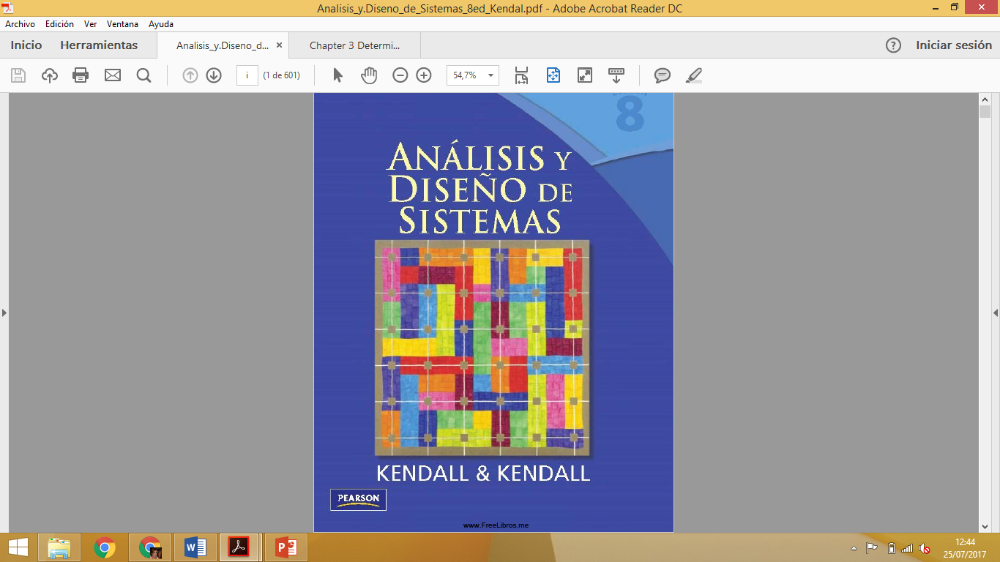 Analisis_y.Diseno_de_Sistemas_8ed_Kendal.pdf - Adobe Acrobat Reader DC
Archivo Edición Ver Ventana Ayuda
Inicio Herramientas Analisis_y.Diseno_d... × Chapter 3 Determi... ? Iniciar sesión
i (1 de 601) 54,7%
8
ANÁLISIS Y
DISEÑO DE
SISTEMAS
KENDALL & KENDALL
PEARSON
www.FreeLibros.me
12:44
25/07/2017